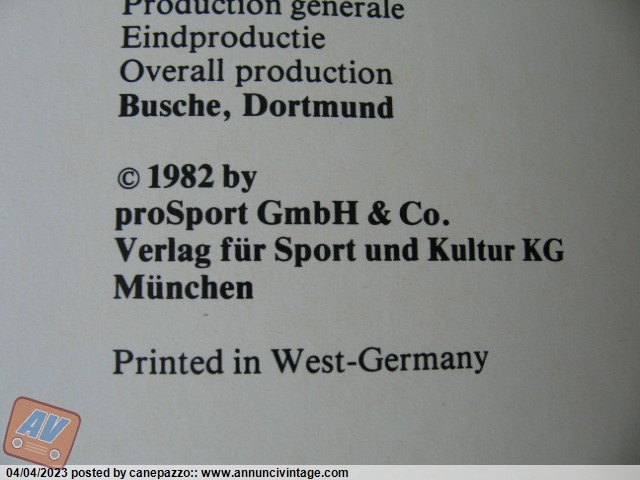 Production generale
Eindproductie
Overall production
Busche, Dortmund
© 1982 by
proSport GmbH & Co.
Verlag für Sport und Kultur KG
München
Printed in West-Germany
AV
04/04/2023 posted by canepazzo:: www.annuncivintage.com